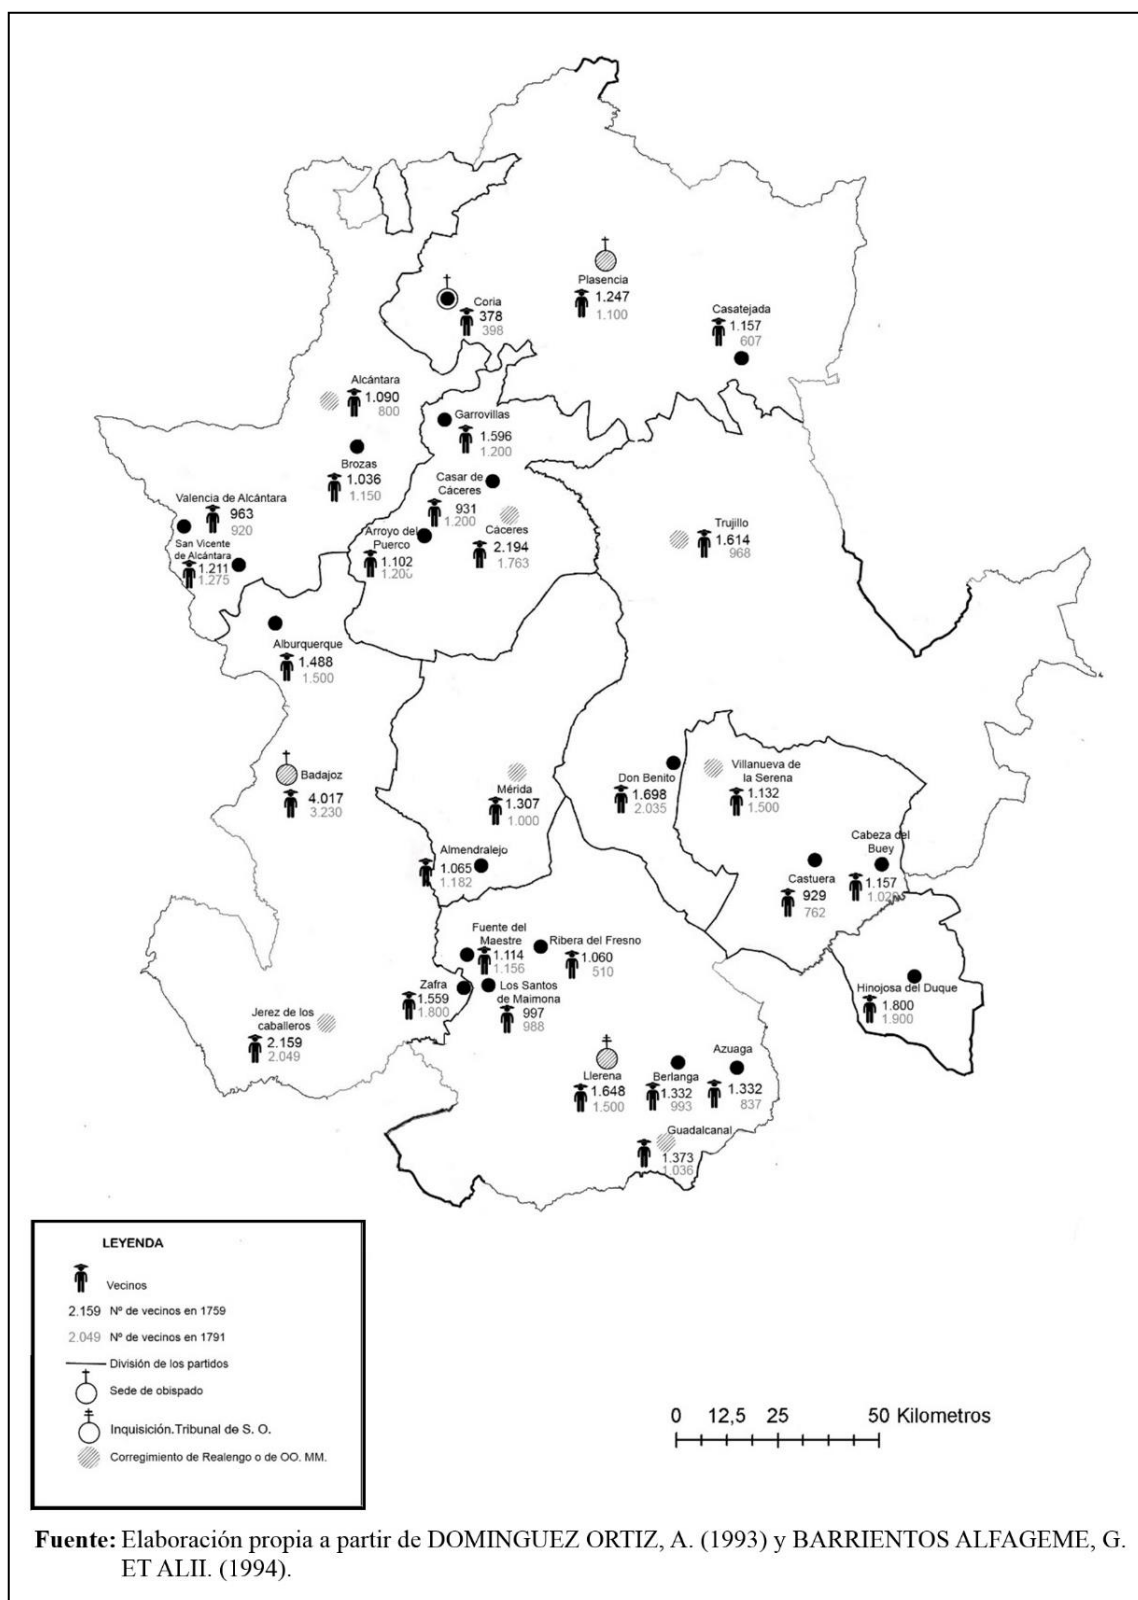 Plasencia
1.247
1.100
Coria
378
398
Casatejada
1.157
607
Alcántara
1.090
800
Garrovillas
1.596
1.200
Brozas
1.036
1.150
Casar de
Cáceres
931
1.200
Valencia de Alcántara
963
920
Cáceres
2.194
1.763
Trujillo
1.614
968
Arroyo del
Puerco
1.102
1.200
San Vicente
de Alcántara
1.211
1.275
Alburquerque
1.488
1.500
Badajoz
4.017
3.230
Mérida
1.307
1.000
Don Benito
1.698
2.035
Villanueva de
la Serena
1.132
1.500
Almendralejo
1.065
1.182
Castuera
929
762
Cabeza del
Buey
1.157
Fuente del
Maestre
1.114
1.156
Ribera del Fresno
1.060
510
Zafra
1.559
1.800
Los Santos
de Maimona
997
988
Hinojosa del Duque
1.800
1.900
Jerez de los
caballeros
2.159
2.049
Llerena
1.648
1.500
Berlanga
1.332
993
Azuaga
1.332
837
Guadalcanal
1.373
1.036
LEYENDA
Vecinos
2.159 Nº de vecinos en 1759
2.049 Nº de vecinos en 1791
División de los partidos
Sede de obispado
Inquisición.Tribunal de S. O.
Corregimiento de Realengo o de OO. MM.
0 12,5 25 50 Kilometros
Fuente: Elaboración propia a partir de DOMINGUEZ ORTIZ, A. (1993) y BARRIENTOS ALFAGEME, G.
ET ALII. (1994).